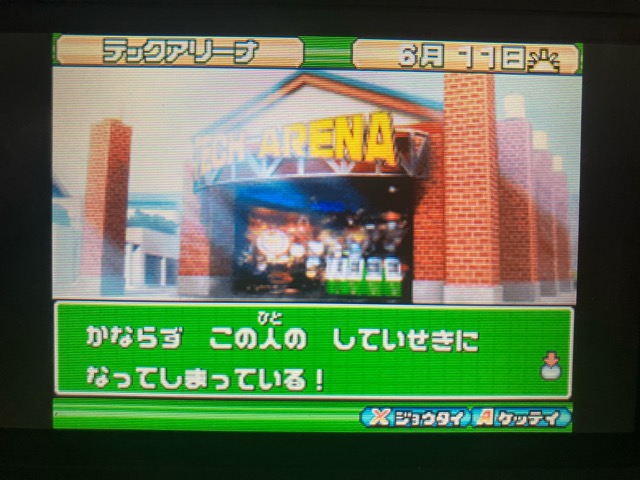 テックアリーナ
6月 11日
TECH ARENA
ひと
かならず この人の していせきに
なってしまっている!
X ジョウタイ A ケッテイ